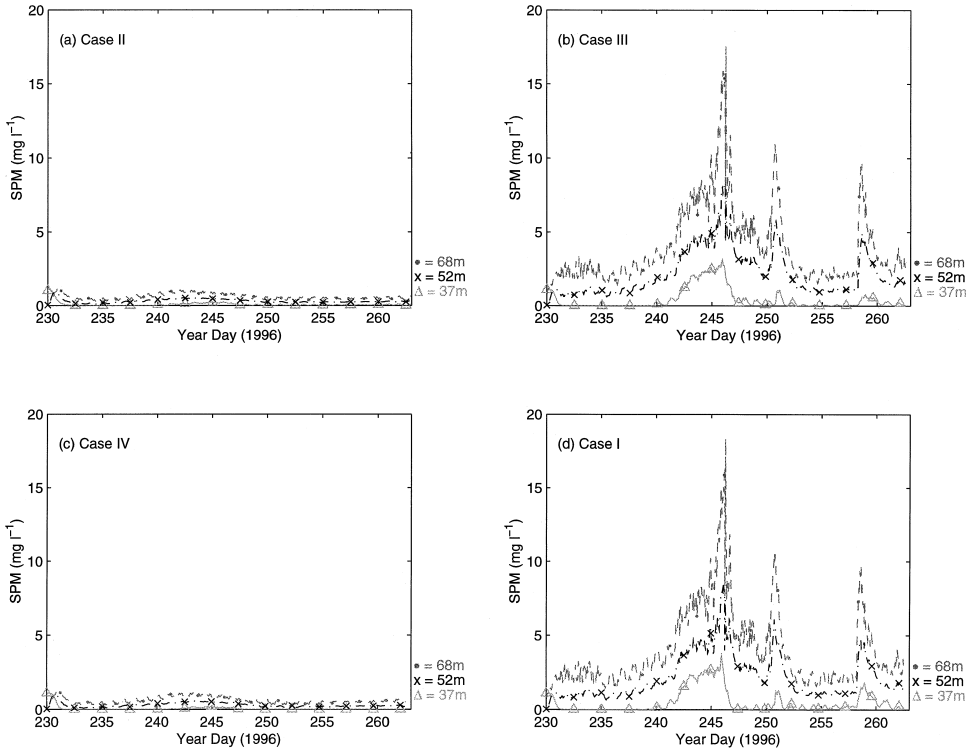 20
(a) Case II
15
10
5
0
SPM (mg l⁻¹)
230 235 240 245 250 255 260
Year Day (1996)
• = 68m
x = 52m
△ = 37m
20
(b) Case III
15
10
5
0
SPM (mg l⁻¹)
230 235 240 245 250 255 260
Year Day (1996)
• = 68m
x = 52m
△ = 37m
20
(c) Case IV
15
10
5
0
SPM (mg l⁻¹)
230 235 240 245 250 255 260
Year Day (1996)
• = 68m
x = 52m
△ = 37m
20
(d) Case I
15
10
5
0
SPM (mg l⁻¹)
230 235 240 245 250 255 260
Year Day (1996)
• = 68m
x = 52m
△ = 37m